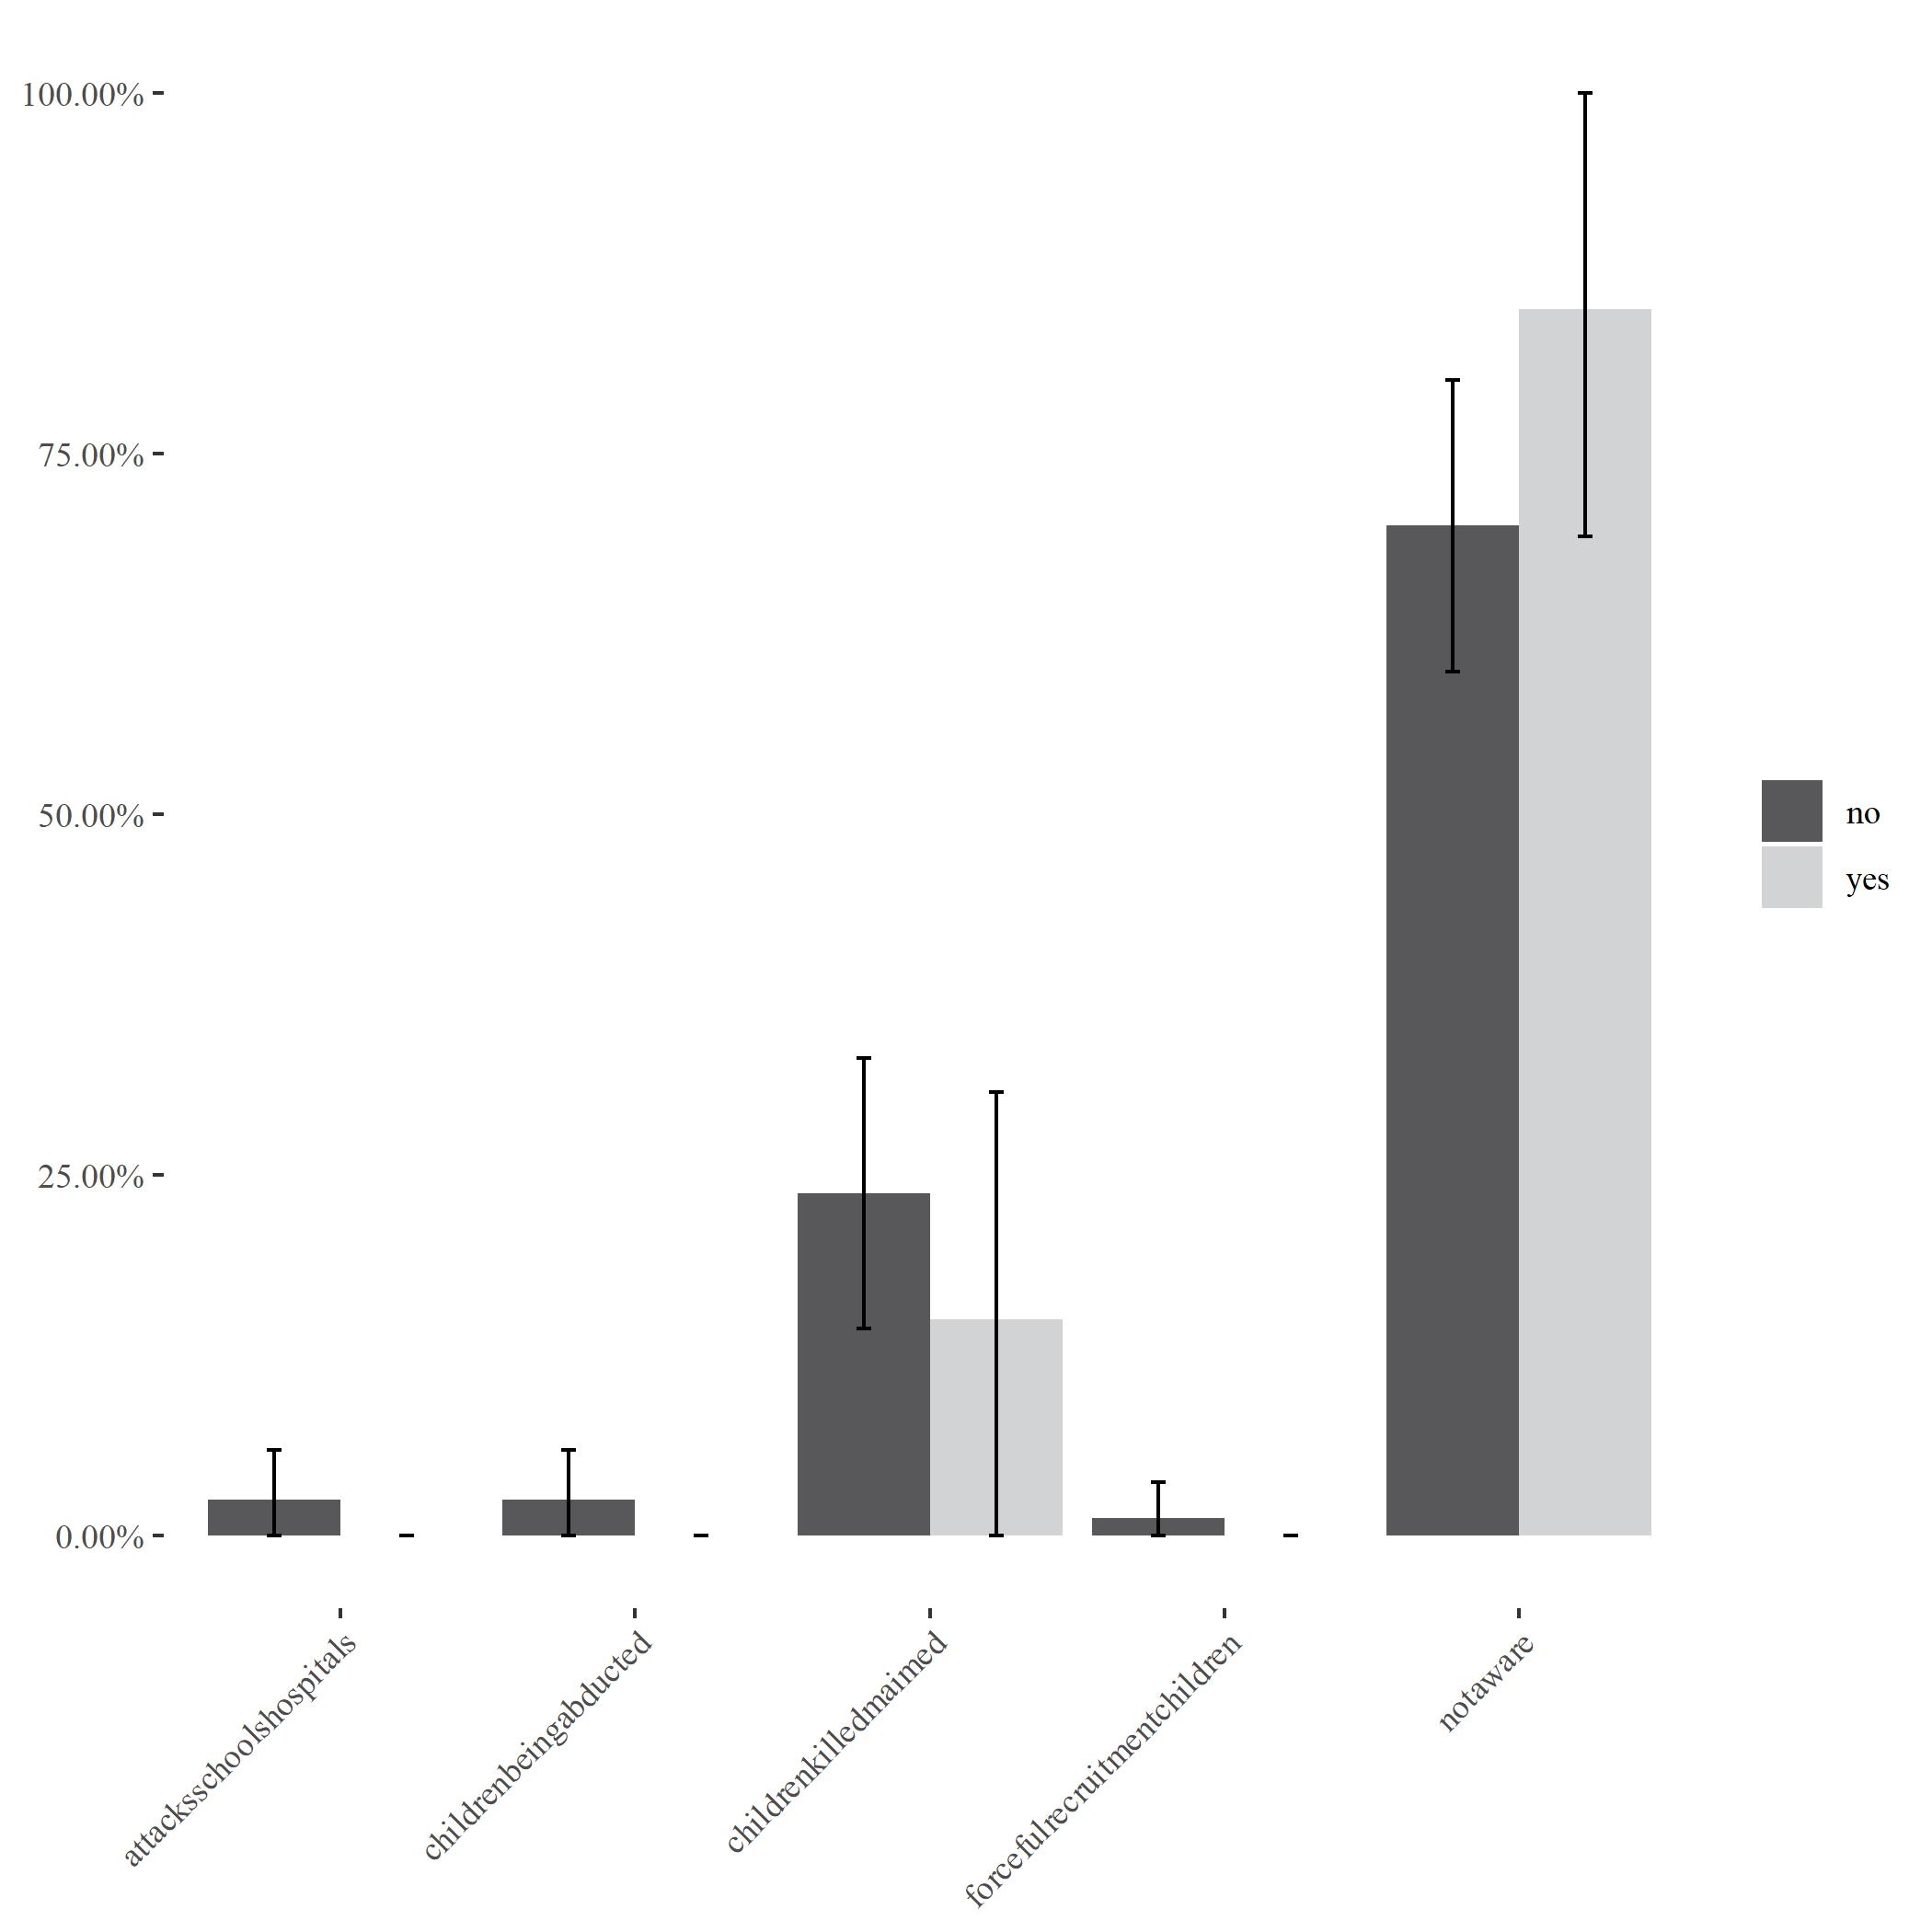 100.00%
75.00%
50.00%
25.00%
0.00%
no
yes
attacksschoolshospitals
childrenbeingabducted
childrenkilledmaimed
forcefulrecruitmentchildren
notaware